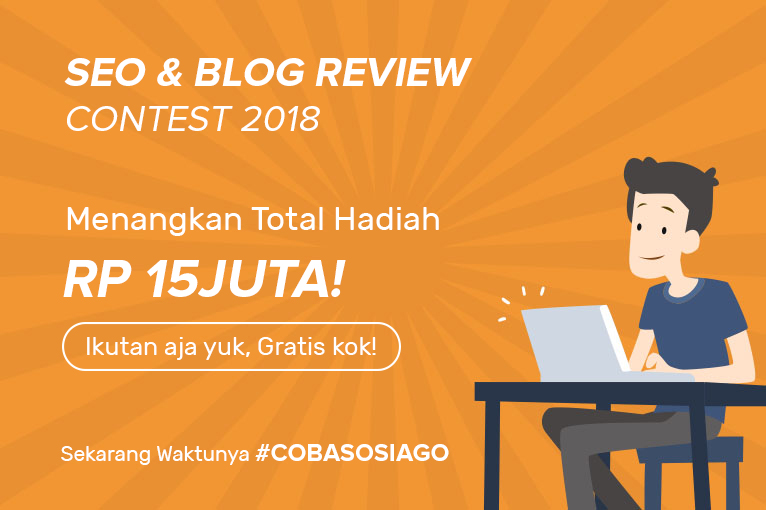 SEO & BLOG REVIEW
CONTEST 2018
Menangkan Total Hadiah
RP 15JUTA!
Ikutan aja yuk, Gratis kok!
Sekarang Waktunya #COBASOSIAGO